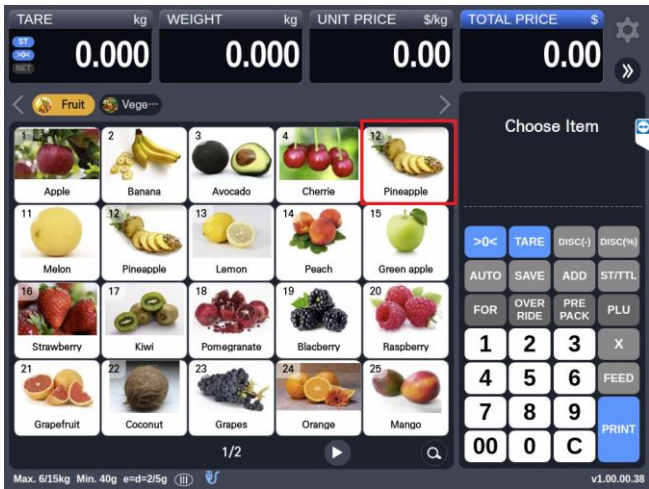 TARE kg
WEIGHT kg
UNIT PRICE $/kg
TOTAL PRICE $
ST
>0<
NET
0.000
0.000
0.00
0.00
Fruit
Vege···
Choose Item
1 Apple
2 Banana
3 Avocado
4 Cherrie
12 Pineapple
11 Melon
12 Pineapple
13 Lemon
14 Peach
15 Green apple
16 Strawberry
17 Kiwi
18 Pomegranate
19 Blacberry
20 Raspberry
21 Grapefruit
22 Coconut
23 Grapes
24 Orange
25 Mango
1/2
>0< TARE DISC(-) DISC(%)
AUTO SAVE ADD ST/TTL
FOR OVER RIDE PRE PACK PLU
1 2 3 X
4 5 6 FEED
7 8 9 PRINT
00 0 C
Max. 6/15kg Min. 40g e=d=2/5g
v1.00.00.38